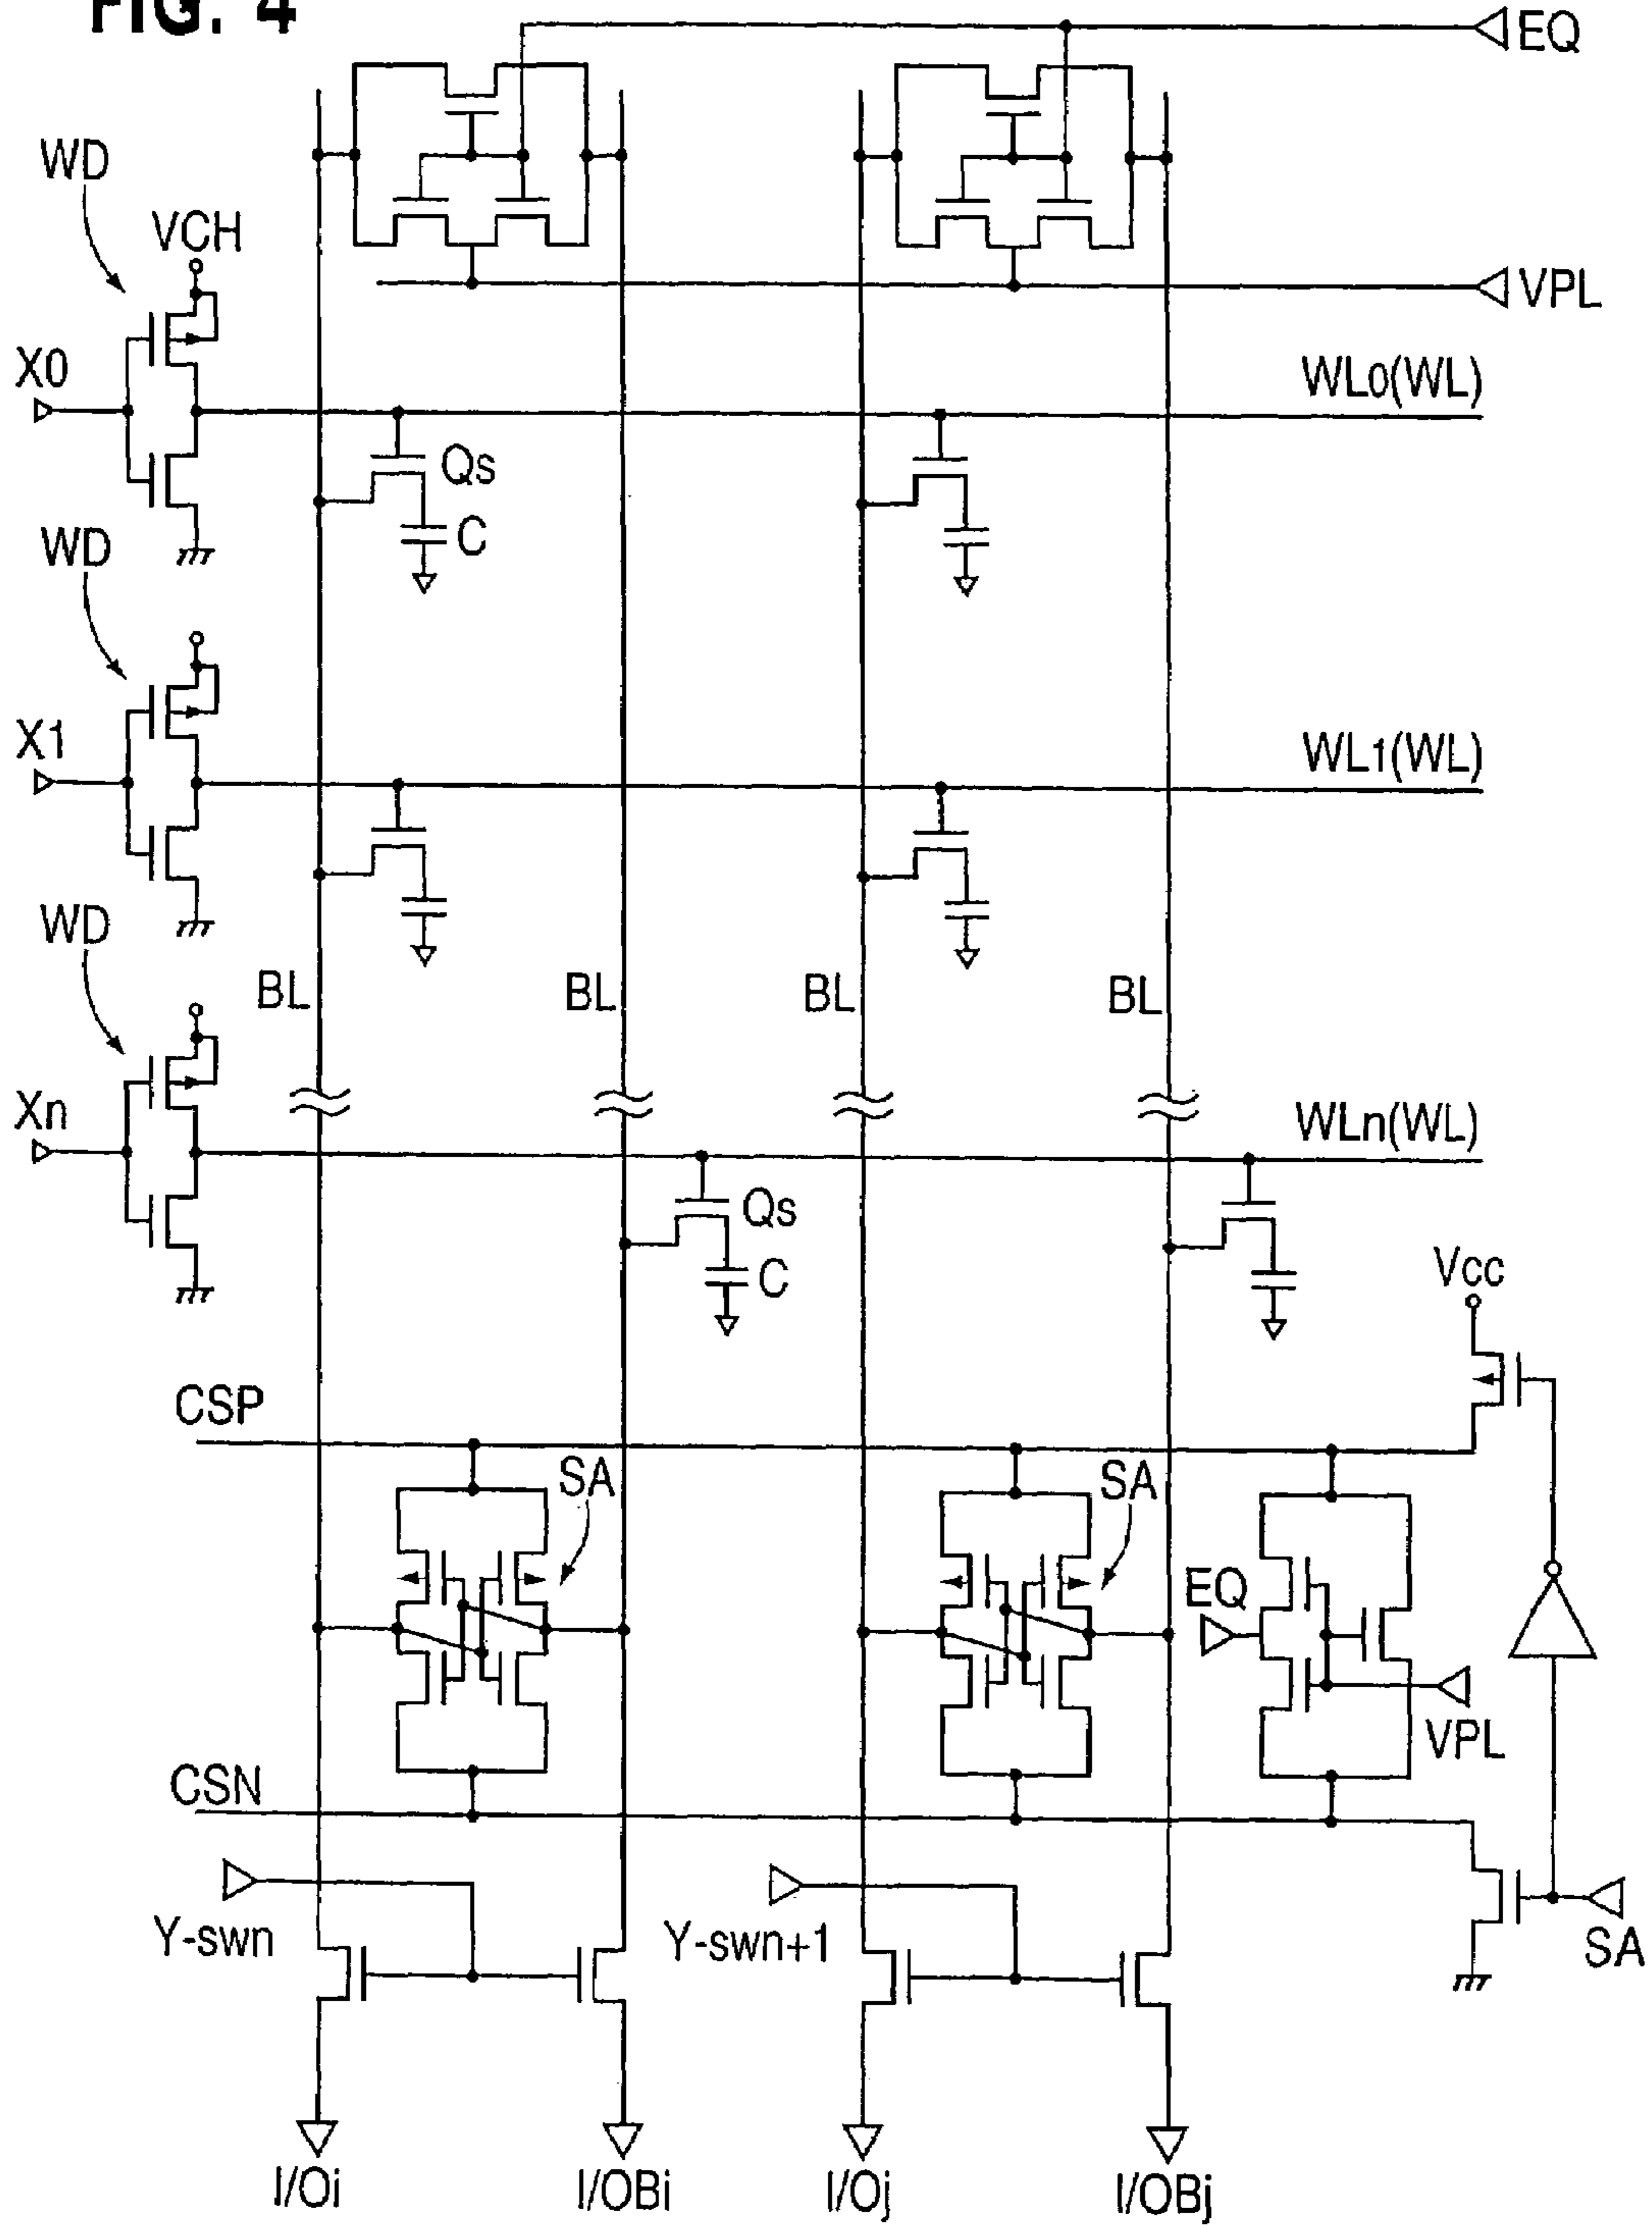 FIG. 4
EQ
WD
VCH
VPL
X0
WL0(WL)
Qs
C
WD
X1
WL1(WL)
WD
BL
BL
BL
BL
Xn
WLn(WL)
Qs
C
Vcc
CSP
SA
SA
EQ
VPL
CSN
Y-swn
Y-swn+1
SA
I/Oi
I/OBi
I/Oj
I/OBj